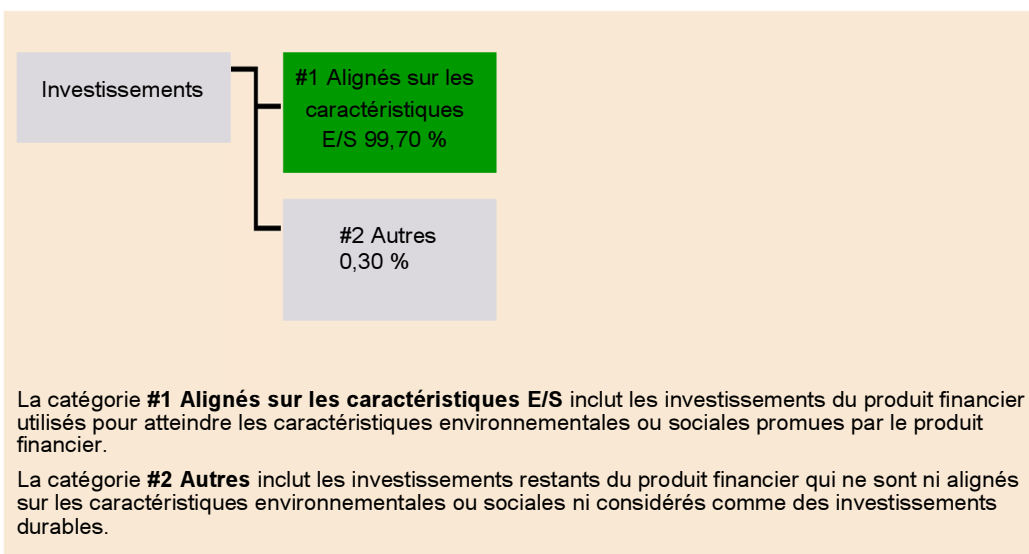 Investissements
#1 Alignés sur les
caractéristiques
E/S 99,70 %
#2 Autres
0,30 %
La catégorie #1 Alignés sur les caractéristiques E/S inclut les investissements du produit financier
utilisés pour atteindre les caractéristiques environnementales ou sociales promues par le produit
financier.
La catégorie #2 Autres inclut les investissements restants du produit financier qui ne sont ni alignés
sur les caractéristiques environnementales ou sociales ni considérés comme des investissements
durables.